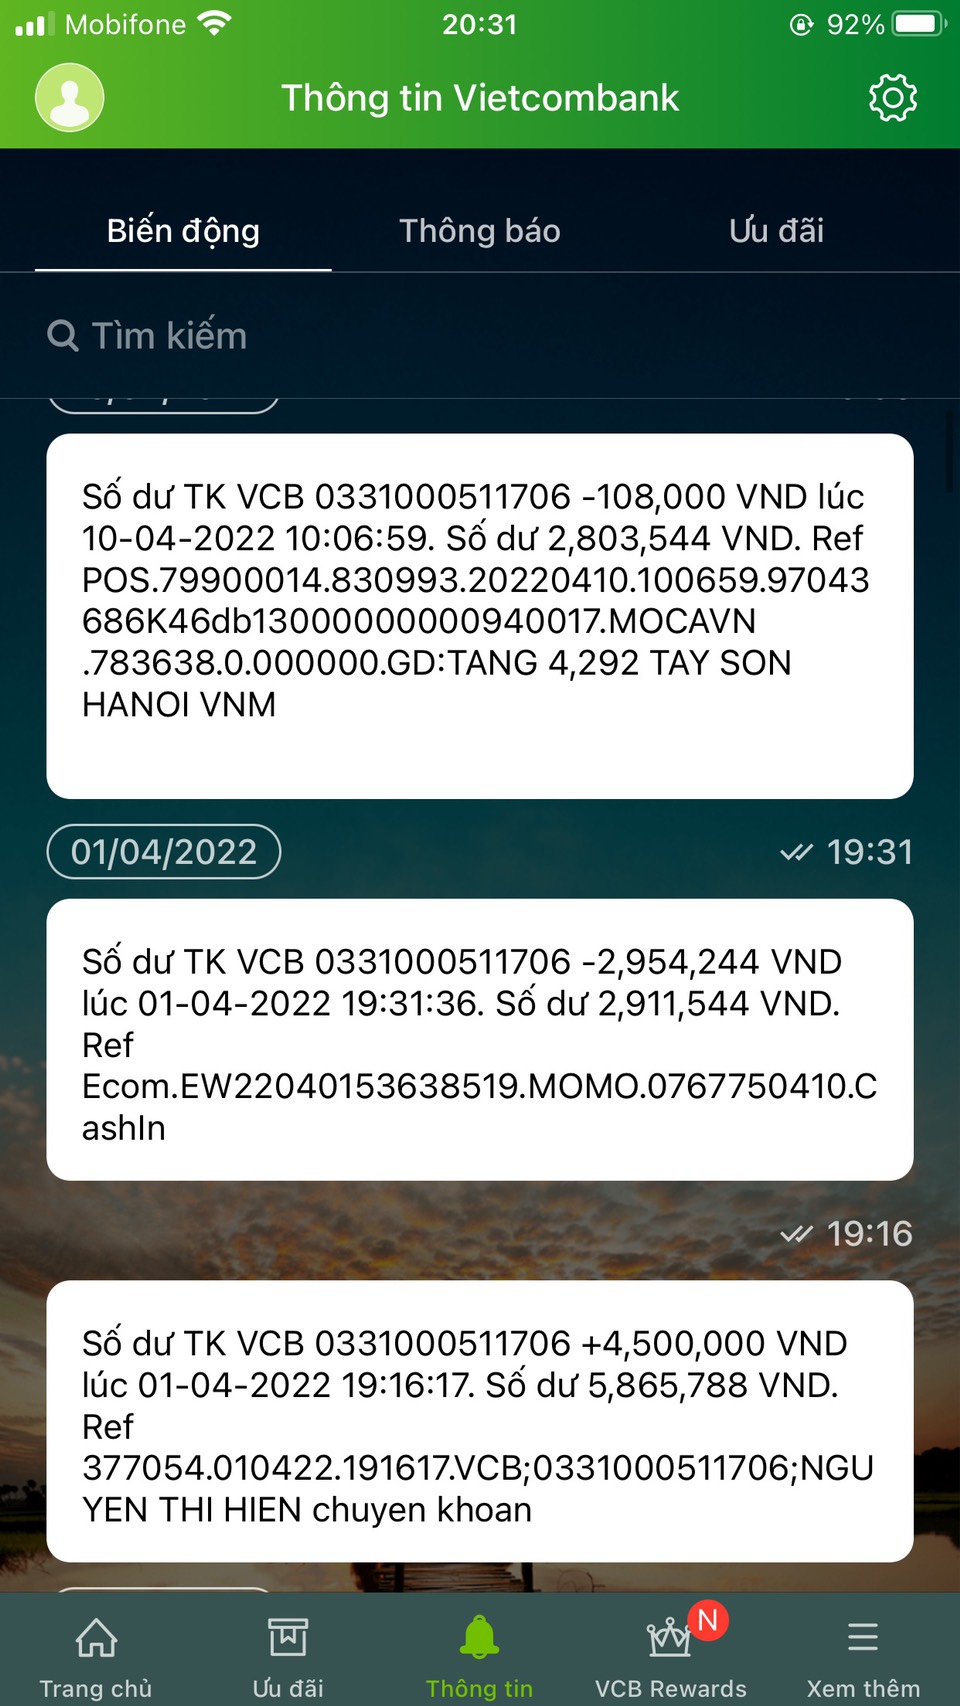 Mobifone 20:31 92%
Thông tin Vietcombank
Biến động Thông báo Ưu đãi
Tìm kiếm
Số dư TK VCB 0331000511706 -108,000 VND lúc
10-04-2022 10:06:59. Số dư 2,803,544 VND. Ref
POS.79900014.830993.20220410.100659.97043
686K46db13000000000940017.MOCAVN
.783638.0.000000.GD:TANG 4,292 TAY SON
HANOI VNM
01/04/2022 19:31
Số dư TK VCB 0331000511706 -2,954,244 VND
lúc 01-04-2022 19:31:36. Số dư 2,911,544 VND.
Ref
Ecom.EW22040153638519.MOMO.0767750410.C
ashIn
19:16
Số dư TK VCB 0331000511706 +4,500,000 VND
lúc 01-04-2022 19:16:17. Số dư 5,865,788 VND.
Ref
377054.010422.191617.VCB;0331000511706;NGU
YEN THI HIEN chuyen khoan
N
Trang chủ Ưu đãi Thông tin VCB Rewards Xem thêm